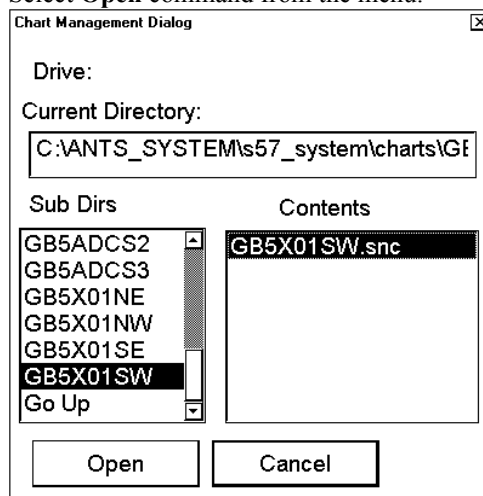 Select Open command from the menu.
Chart Management Dialog
Drive:
Current Directory:
C:\ANTS_SYSTEM\s57_system\charts\GE
Sub Dirs
Contents
GB5ADCS2
GB5ADCS3
GB5X01NE
GB5X01NW
GB5X01SE
GB5X01SW
Go Up
GB5X01SW.snc
Open
Cancel